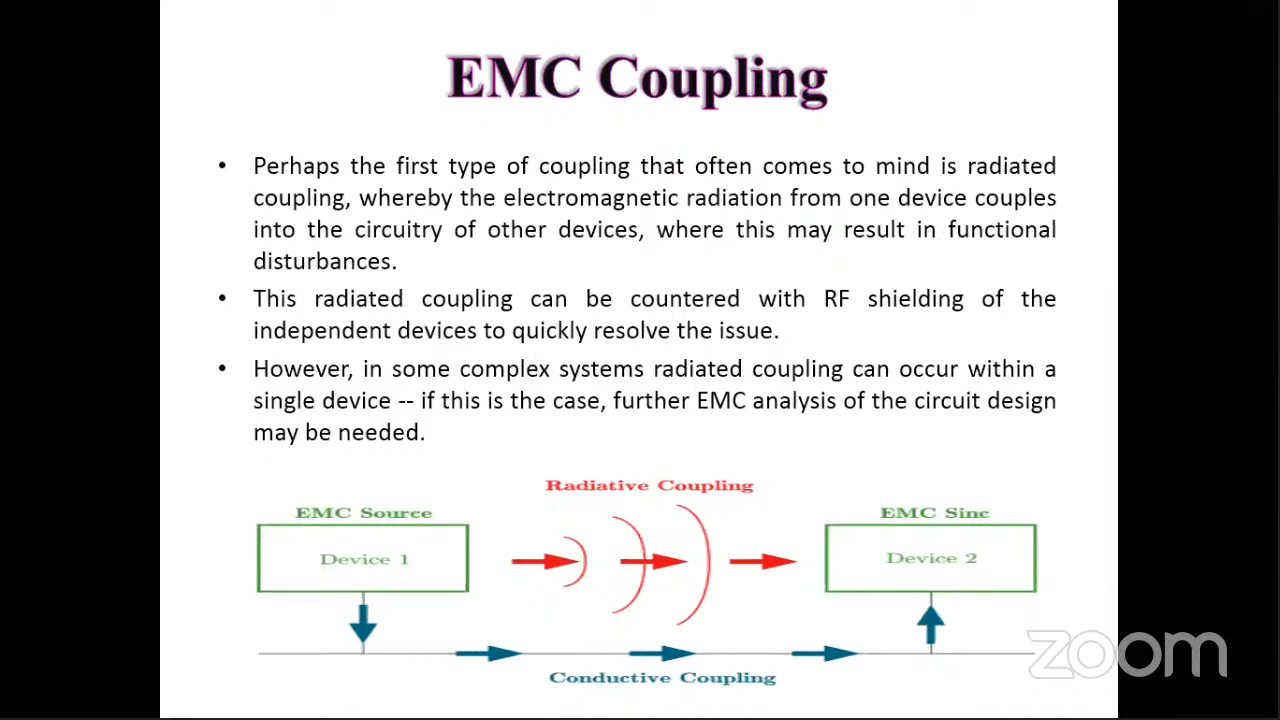 EMC Coupling
• Perhaps the first type of coupling that often comes to mind is radiated
coupling, whereby the electromagnetic radiation from one device couples
into the circuitry of other devices, where this may result in functional
disturbances.
• This radiated coupling can be countered with RF shielding of the
independent devices to quickly resolve the issue.
• However, in some complex systems radiated coupling can occur within a
single device -- if this is the case, further EMC analysis of the circuit design
may be needed.
Radiative Coupling
EMC Source
EMC Sinc
Device 1
Device 2
Conductive Coupling
zoom